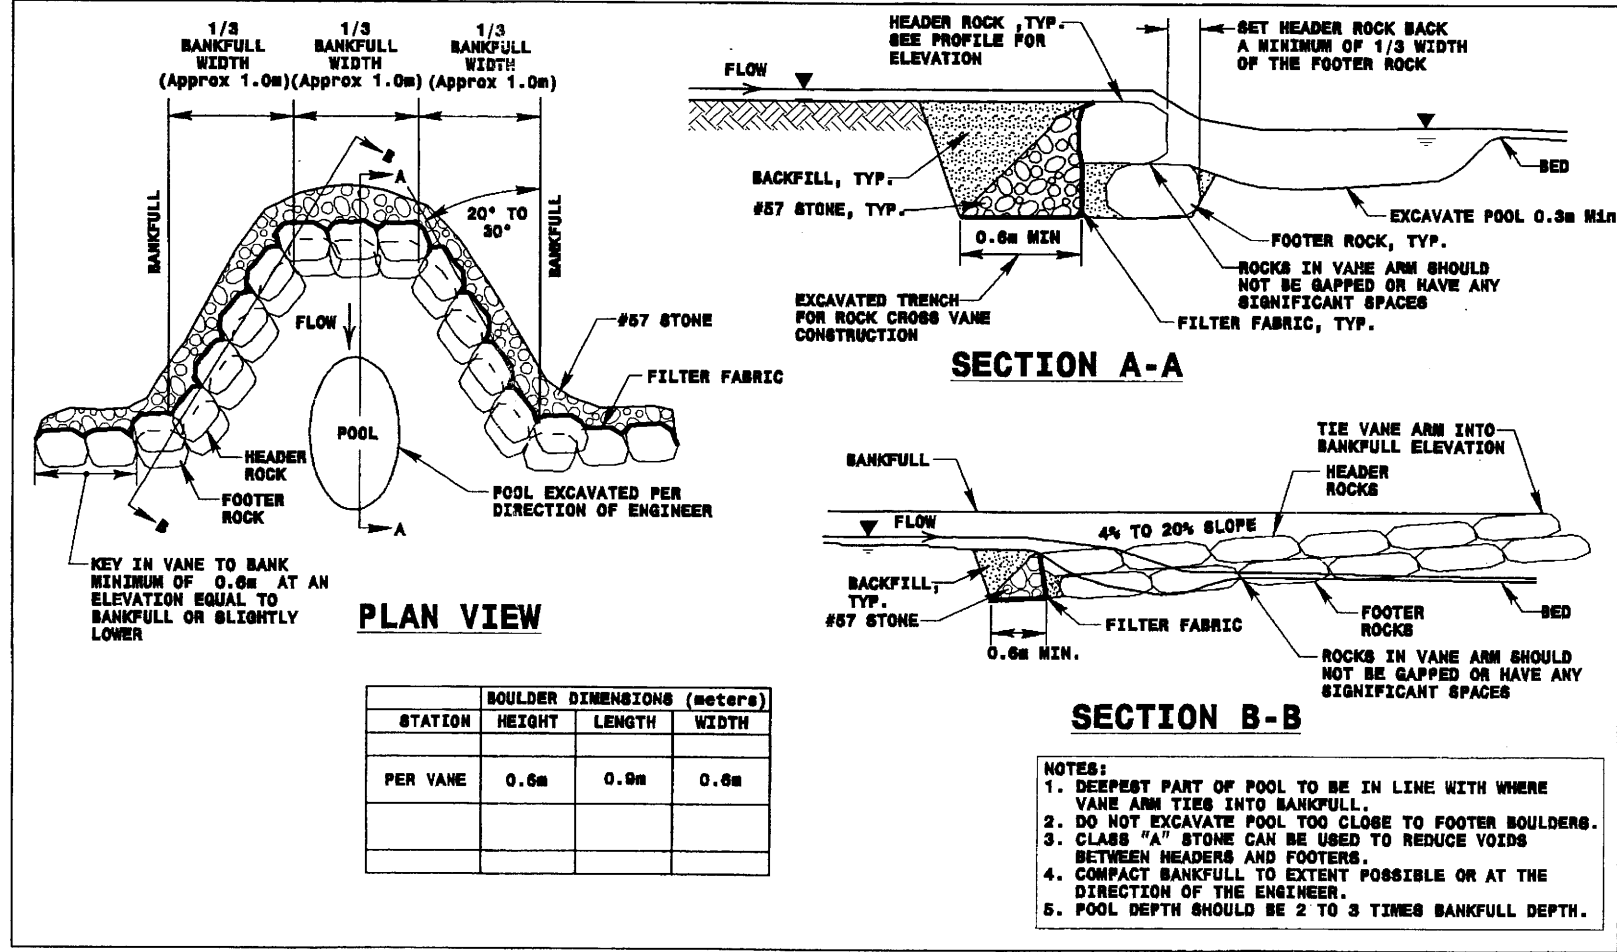 1/3
BANKFULL
WIDTH
(Approx 1.0m)
1/3
BANKFULL
WIDTH
(Approx 1.0m)
1/3
BANKFULL
WIDTH
(Approx 1.0m)
B
A
20° TO
30°
BANKFULL
BANKFULL
FLOW
#57 STONE
FILTER FABRIC
POOL
HEADER
ROCK
FOOTER
ROCK
B
A
POOL EXCAVATED PER
DIRECTION OF ENGINEER
KEY IN VANE TO BANK
MINIMUM OF 0.6m AT AN
ELEVATION EQUAL TO
BANKFULL OR SLIGHTLY
LOWER
PLAN VIEW
HEADER ROCK ,TYP.
SEE PROFILE FOR
ELEVATION
SET HEADER ROCK BACK
A MINIMUM OF 1/3 WIDTH
OF THE FOOTER ROCK
FLOW
BACKFILL, TYP.
#57 STONE, TYP.
0.6m MIN
BED
EXCAVATE POOL 0.3m Min
FOOTER ROCK, TYP.
ROCKS IN VANE ARM SHOULD
NOT BE GAPPED OR HAVE ANY
SIGNIFICANT SPACES
EXCAVATED TRENCH
FOR ROCK CROSS VANE
CONSTRUCTION
FILTER FABRIC, TYP.
SECTION A-A
TIE VANE ARM INTO
BANKFULL ELEVATION
BANKFULL
HEADER
ROCKS
FLOW
4% TO 20% SLOPE
BACKFILL,
TYP.
#57 STONE
FILTER FABRIC
0.6m MIN.
FOOTER
ROCKS
BED
ROCKS IN VANE ARM SHOULD
NOT BE GAPPED OR HAVE ANY
SIGNIFICANT SPACES
SECTION B-B
BOULDER DIMENSIONS (meters)
STATION HEIGHT LENGTH WIDTH
PER VANE 0.6m 0.9m 0.6m
NOTES:
1. DEEPEST PART OF POOL TO BE IN LINE WITH WHERE
VANE ARM TIES INTO BANKFULL.
2. DO NOT EXCAVATE POOL TOO CLOSE TO FOOTER BOULDERS.
3. CLASS "A" STONE CAN BE USED TO REDUCE VOIDS
BETWEEN HEADERS AND FOOTERS.
4. COMPACT BANKFULL TO EXTENT POSSIBLE OR AT THE
DIRECTION OF THE ENGINEER.
5. POOL DEPTH SHOULD BE 2 TO 3 TIMES BANKFULL DEPTH.